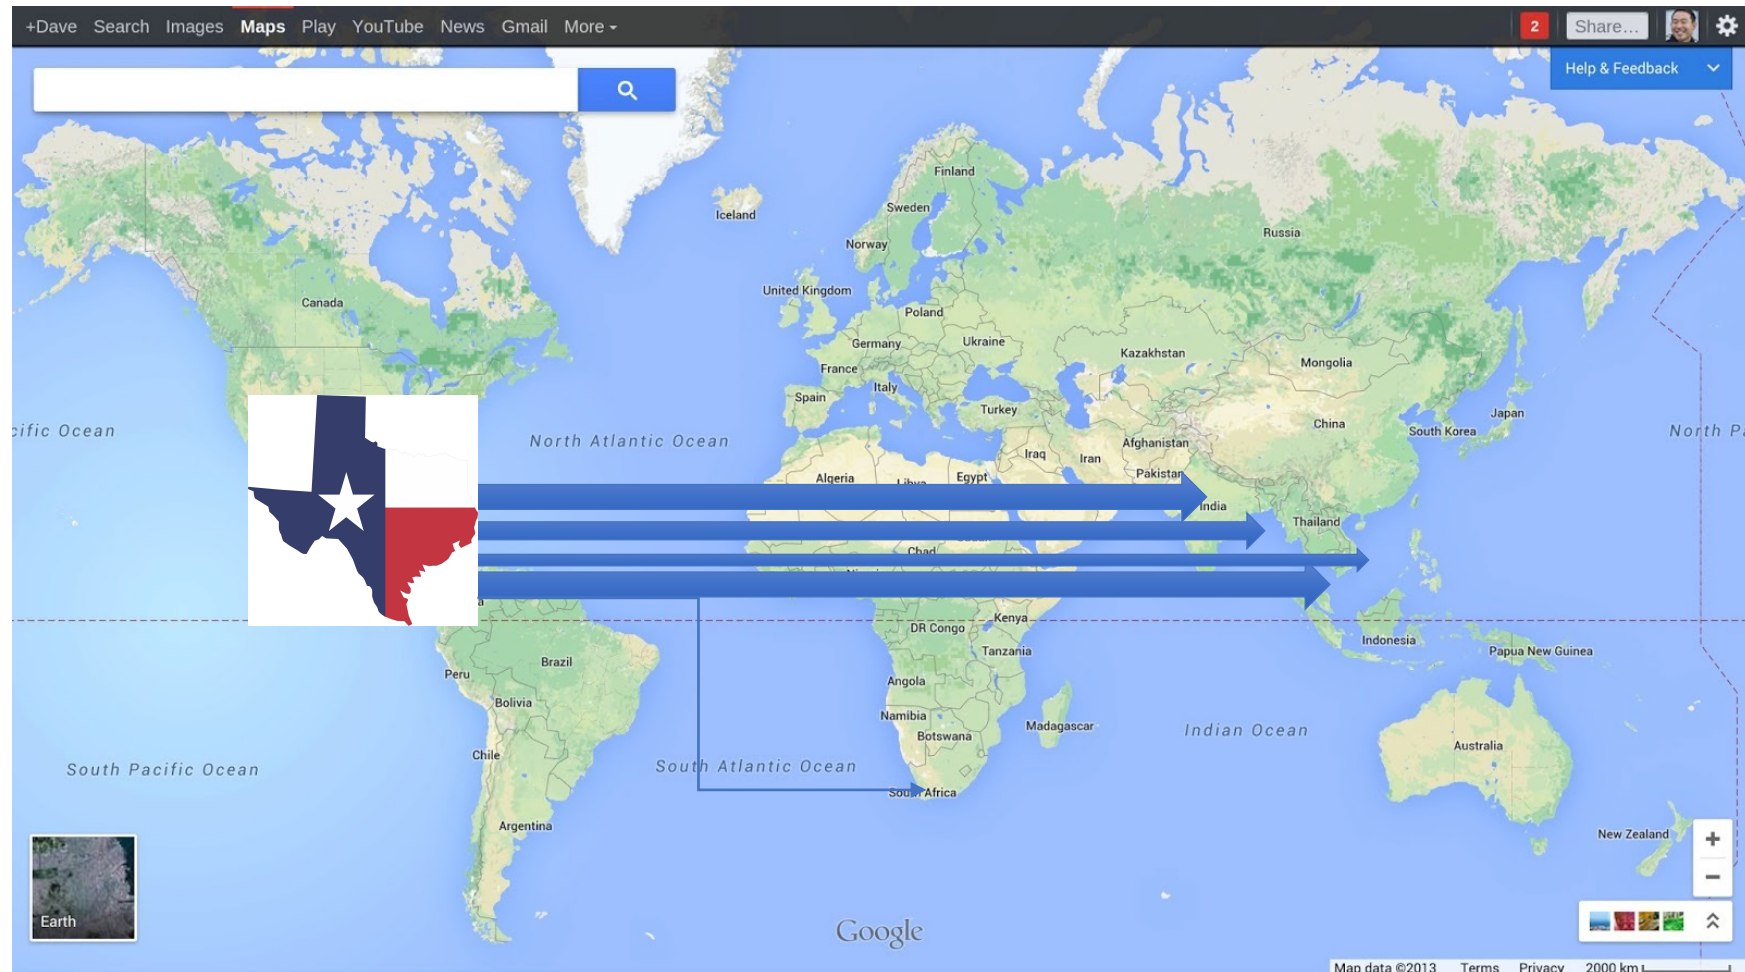 +Dave Search Images Maps Play YouTube News Gmail More
2 Share...
Help & Feedback
Finland
Iceland
Sweden
Russia
Norway
United Kingdom
Canada
Poland
Germany
Ukraine
Kazakhstan
Mongolia
France
Italy
Spain
Turkey
Japan
China
South Korea
cific Ocean
North Atlantic Ocean
North P
Afghanistan
Iraq
Iran
Pakistan
Algeria
Egypt
India
Thailand
Chad
Kenya
DR Congo
Indonesia
Tanzania
Papua New Guinea
Brazil
Peru
Angola
Bolivia
Namibia
Madagascar
Botswana
Indian Ocean
Chile
Australia
South Pacific Ocean
South Atlantic Ocean
South Africa
Argentina
New Zealand
Earth
Google
Map data ©2013 Terms Privacy 2000 km